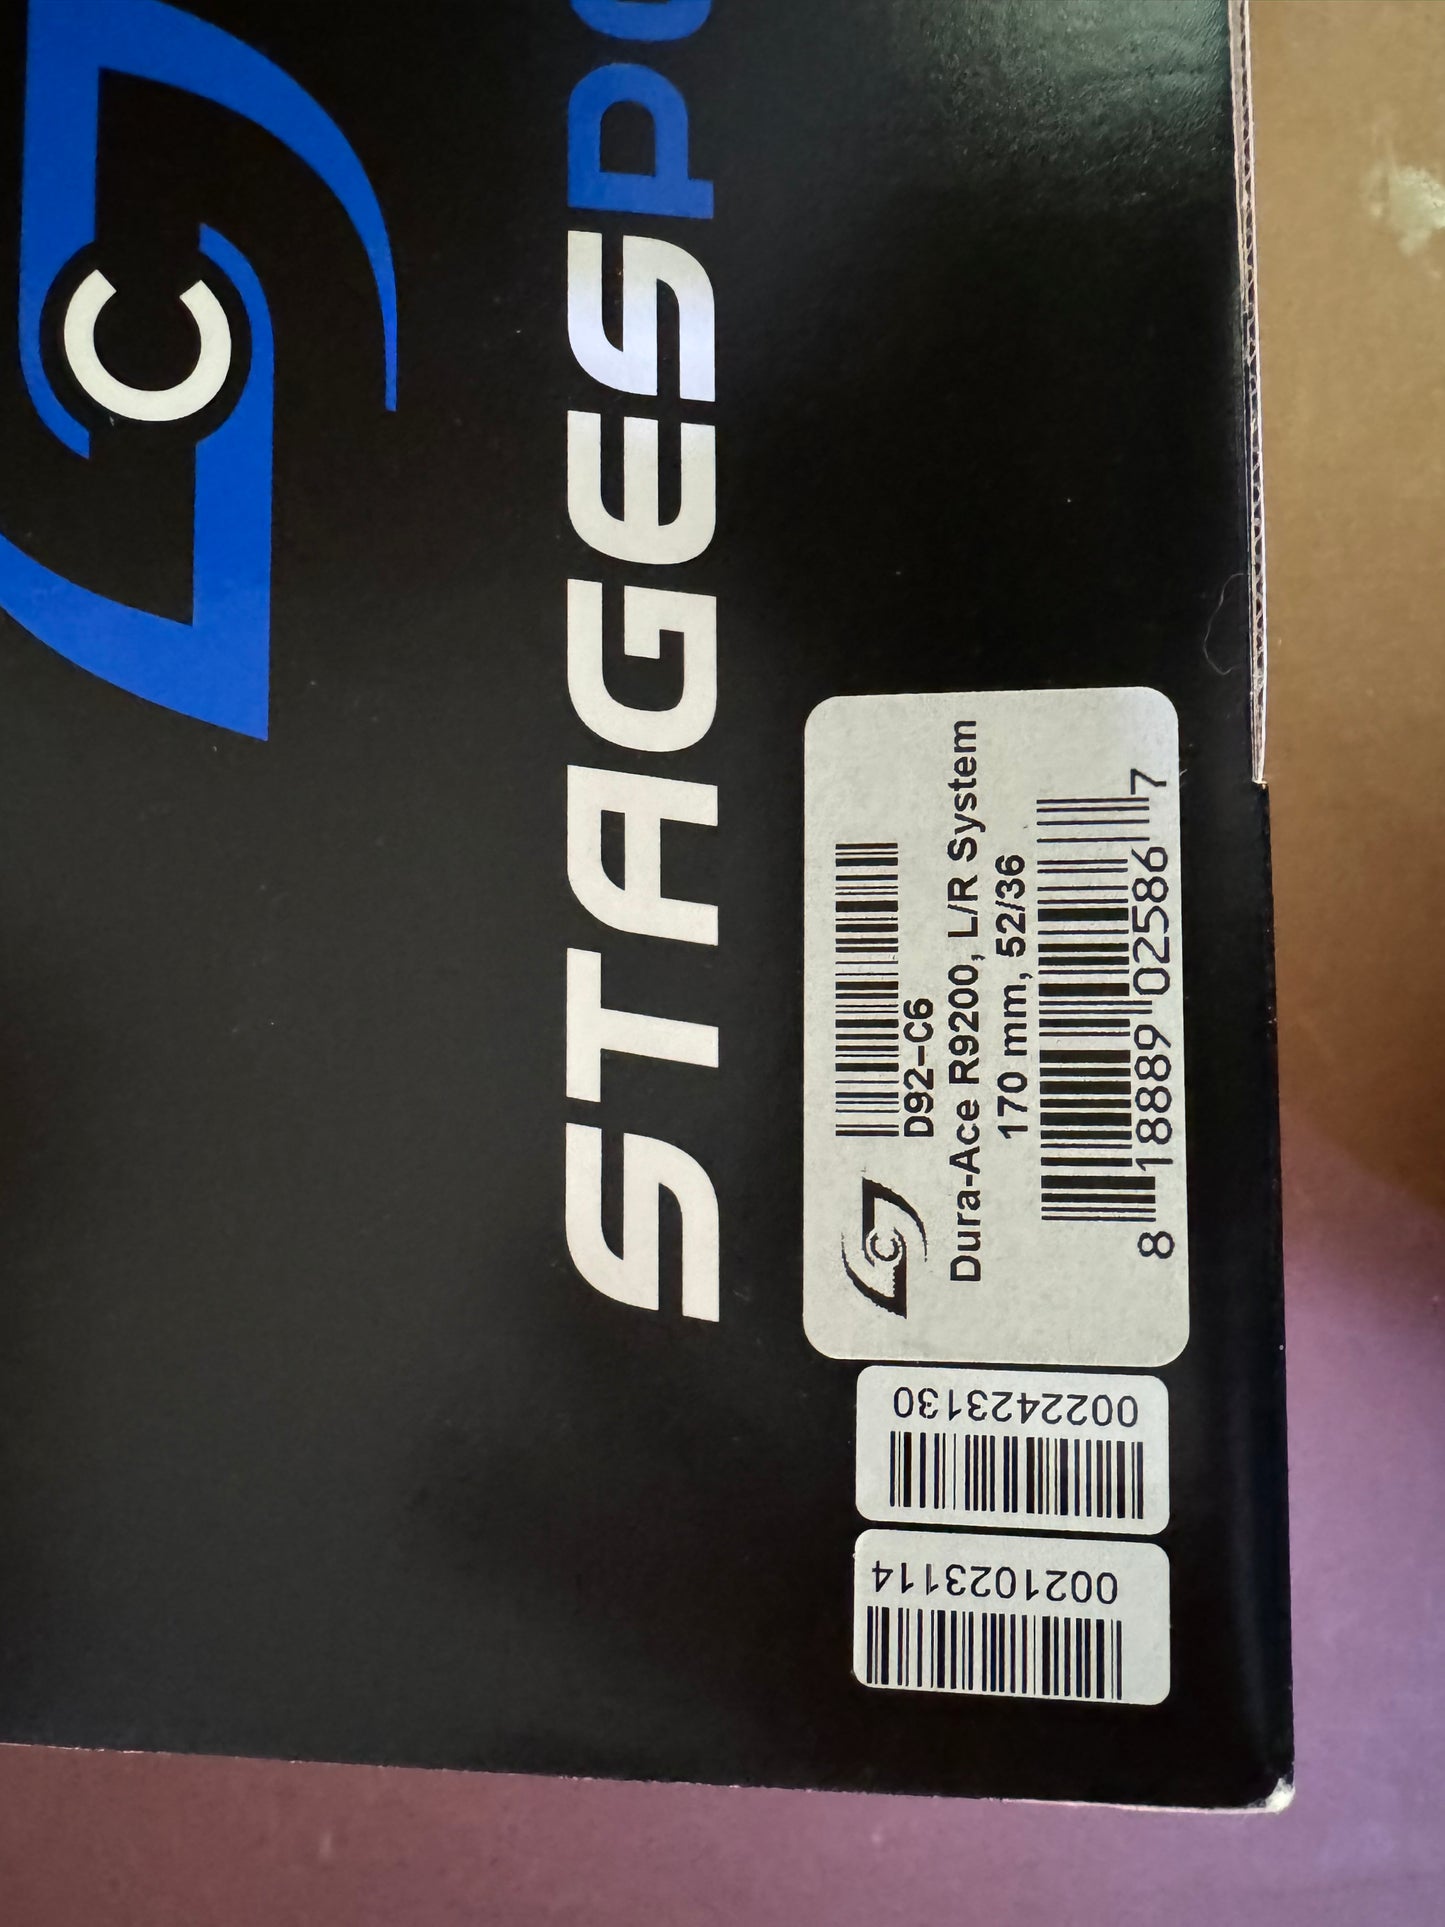 STAGESPO
D92-C6
Dura-Ace R9200, L/R System
170 mm, 52/36
8 18889 02586 7
0022423130
0021023114